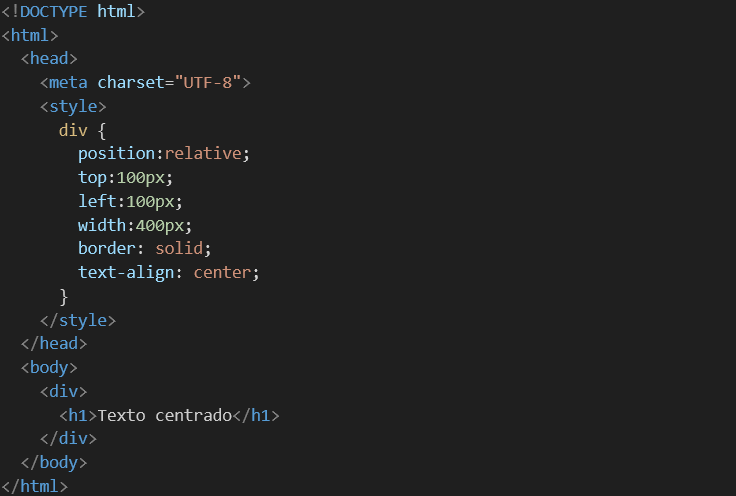 <!DOCTYPE html>
<html>
  <head>
    <meta charset="UTF-8">
    <style>
      div {
        position:relative;
        top:100px;
        left:100px;
        width:400px;
        border: solid;
        text-align: center;
      }
    </style>
  </head>
  <body>
    <div>
      <h1>Texto centrado</h1>
    </div>
  </body>
</html>